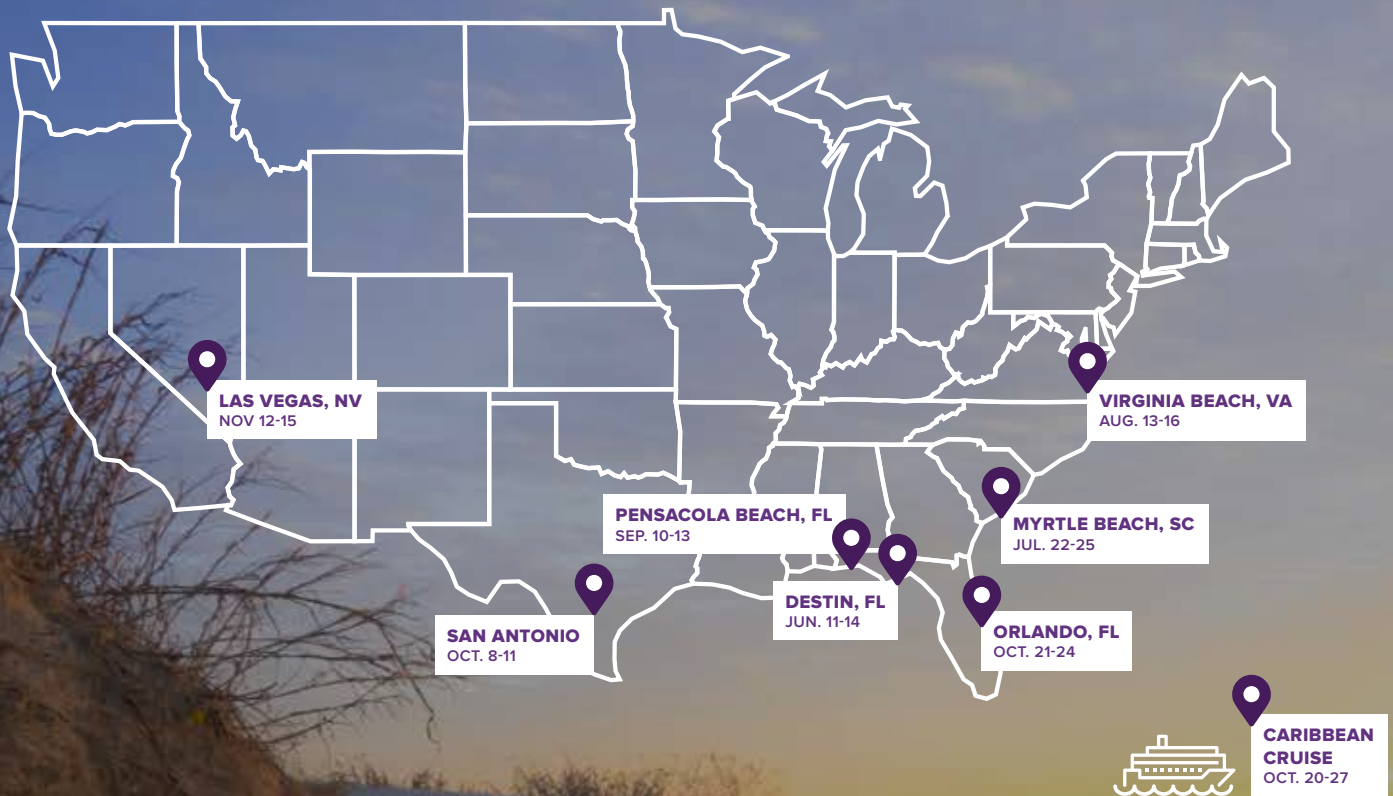 LAS VEGAS, NV
NOV 12-15
VIRGINIA BEACH, VA
AUG. 13-16
PENSACOLA BEACH, FL
SEP. 10-13
MYRTLE BEACH, SC
JUL. 22-25
DESTIN, FL
JUN. 11-14
ORLANDO, FL
OCT. 21-24
SAN ANTONIO
OCT. 8-11
CARIBBEAN
CRUISE
OCT. 20-27